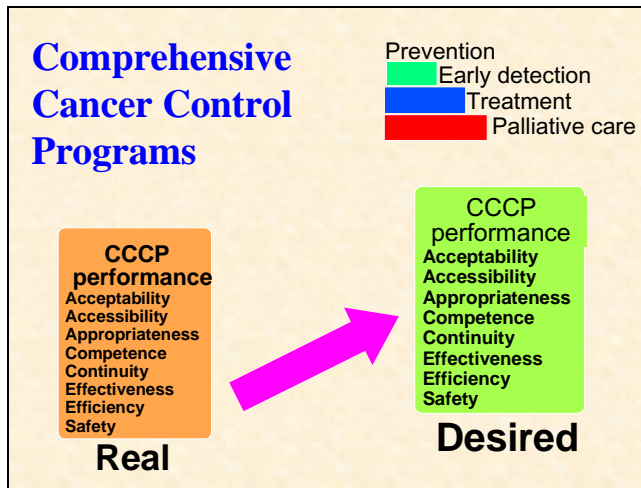 Comprehensive
Cancer Control
Programs
Prevention
Early detection
Treatment
Palliative care
CCCP
performance
Acceptability
Accessibility
Appropriateness
Competence
Continuity
Effectiveness
Efficiency
Safety
Real
CCCP
performance
Acceptability
Accessibility
Appropriateness
Competence
Continuity
Effectiveness
Efficiency
Safety
Desired